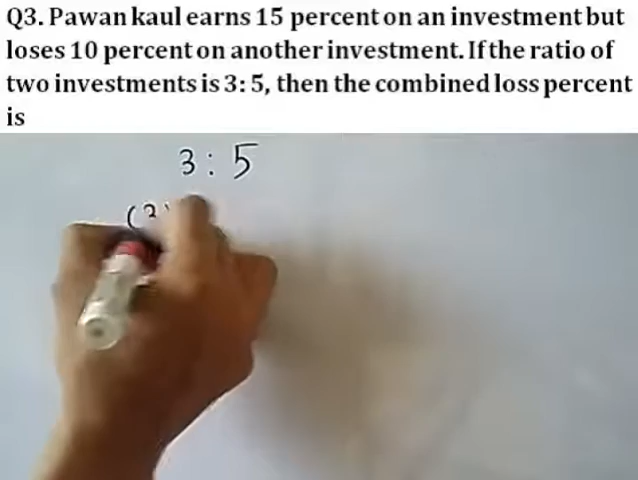 Q3. Pawan kaul earns 15 percent on an investment but
loses 10 percent on another investment. If the ratio of
two investments is 3: 5, then the combined loss percent
is
3 : 5
(3